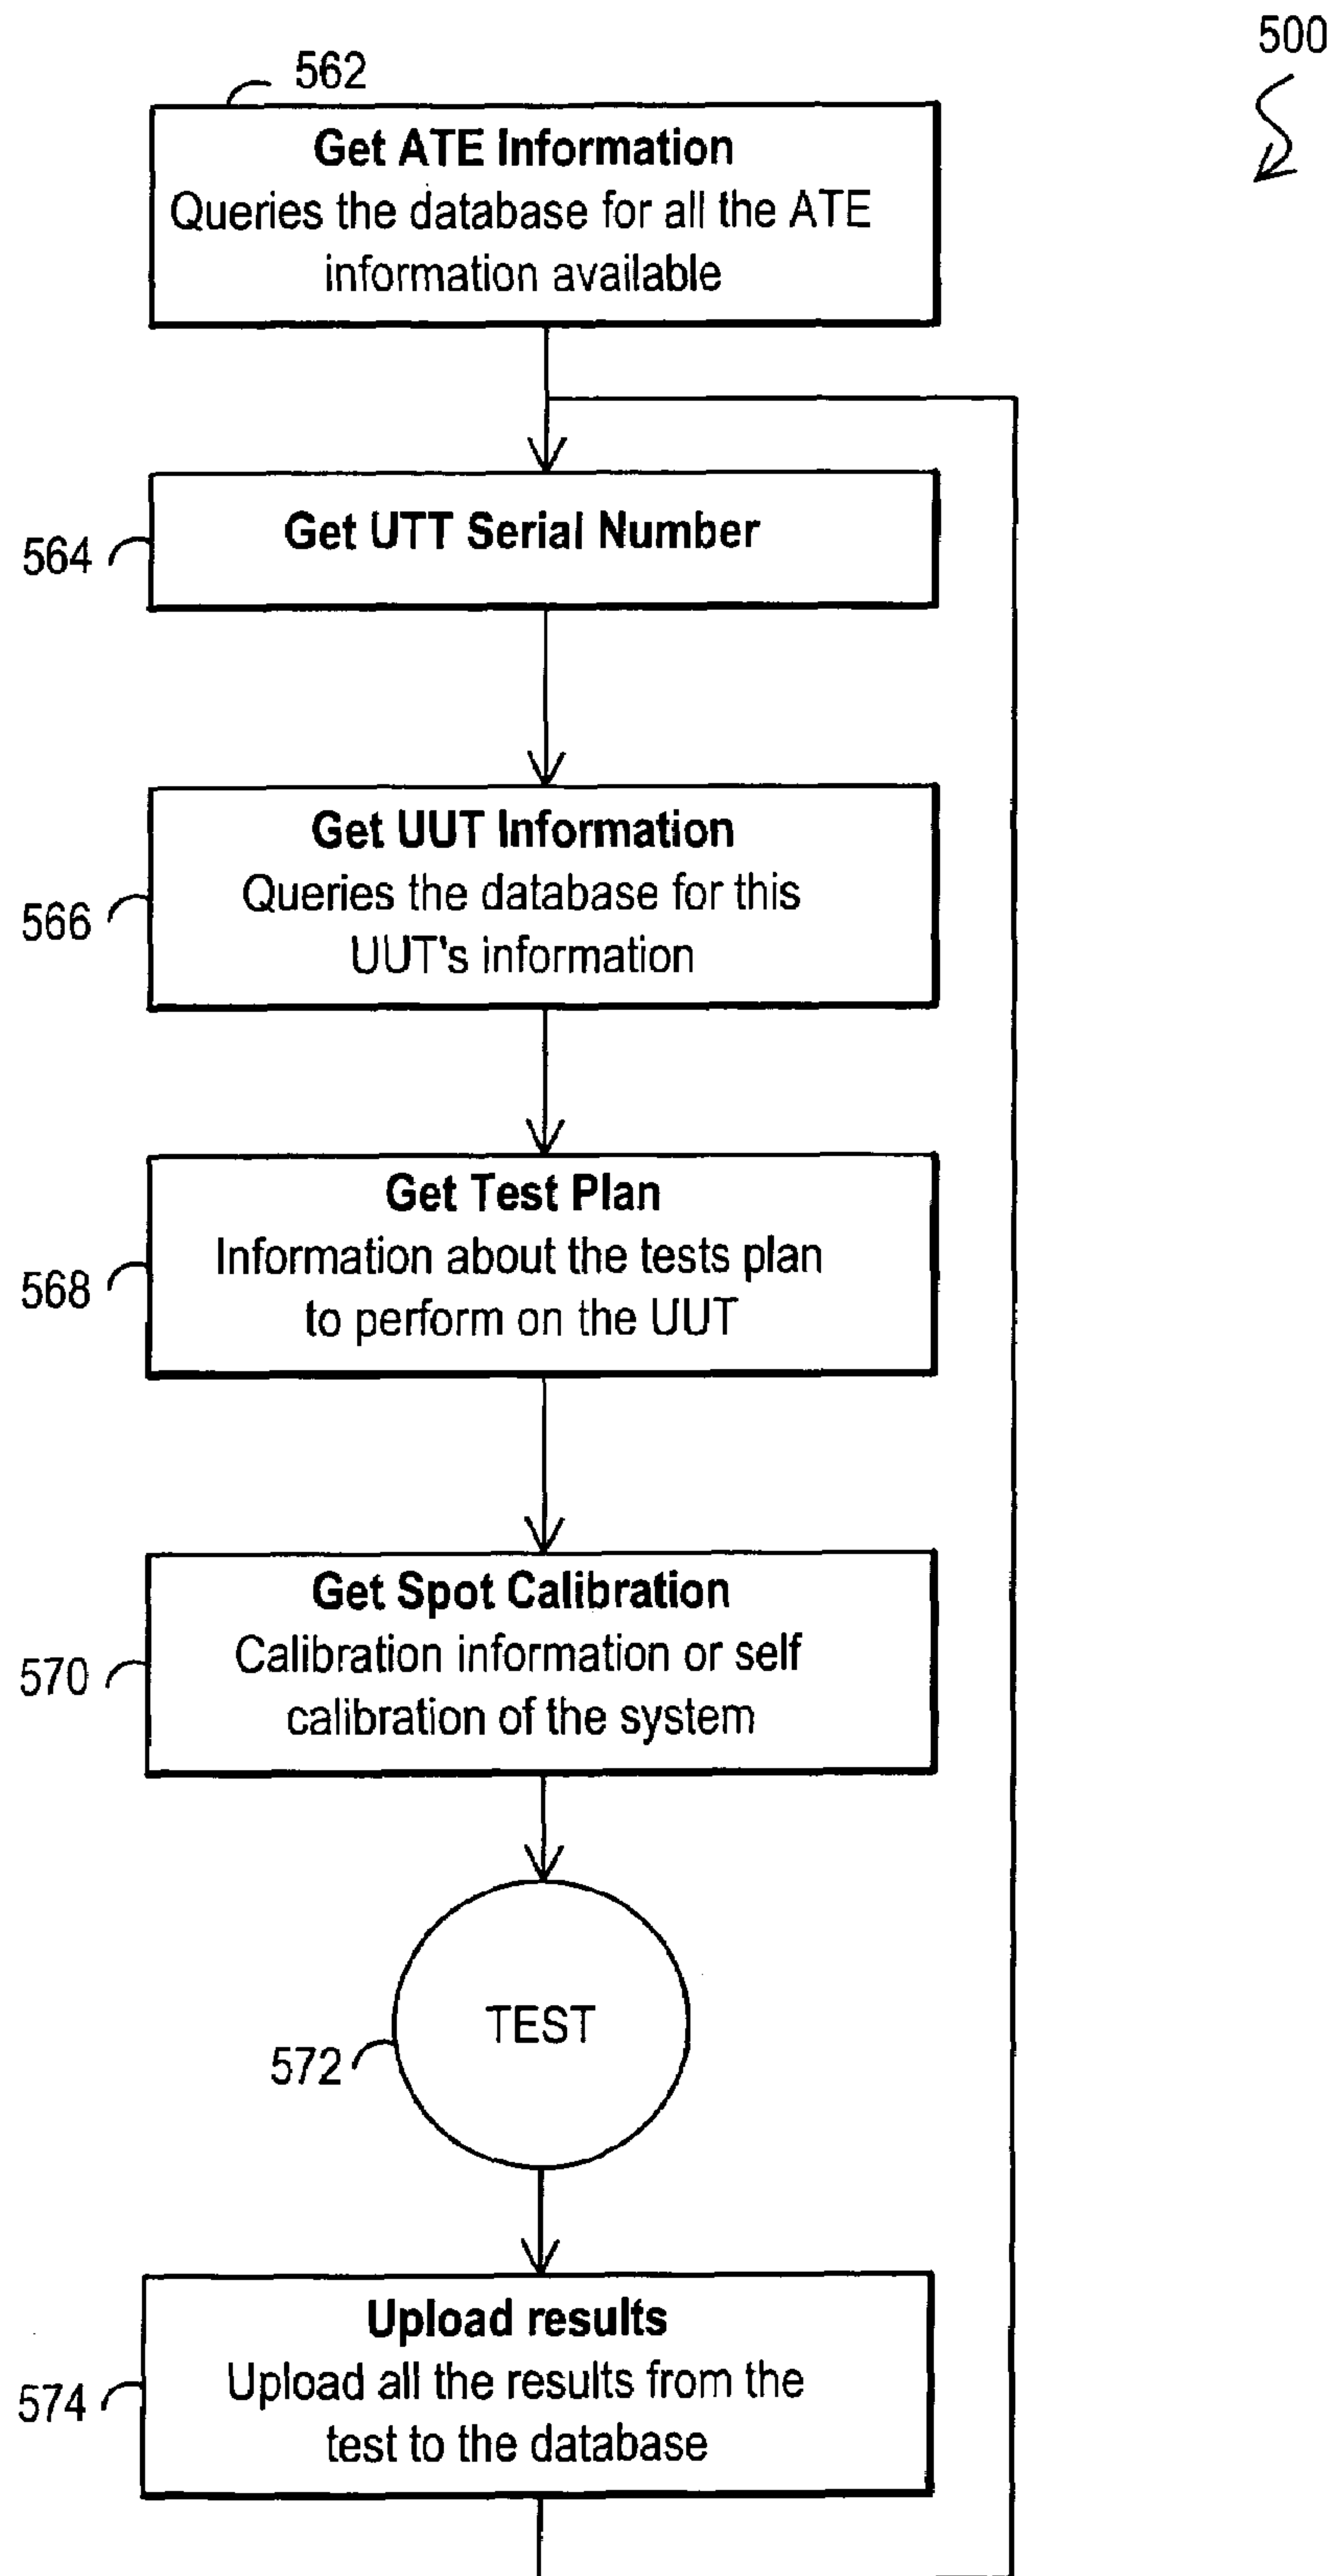 500
562
Get ATE Information
Queries the database for all the ATE
information available
564
Get UTT Serial Number
566
Get UUT Information
Queries the database for this
UUT's information
568
Get Test Plan
Information about the tests plan
to perform on the UUT
570
Get Spot Calibration
Calibration information or self
calibration of the system
572
TEST
574
Upload results
Upload all the results from the
test to the database